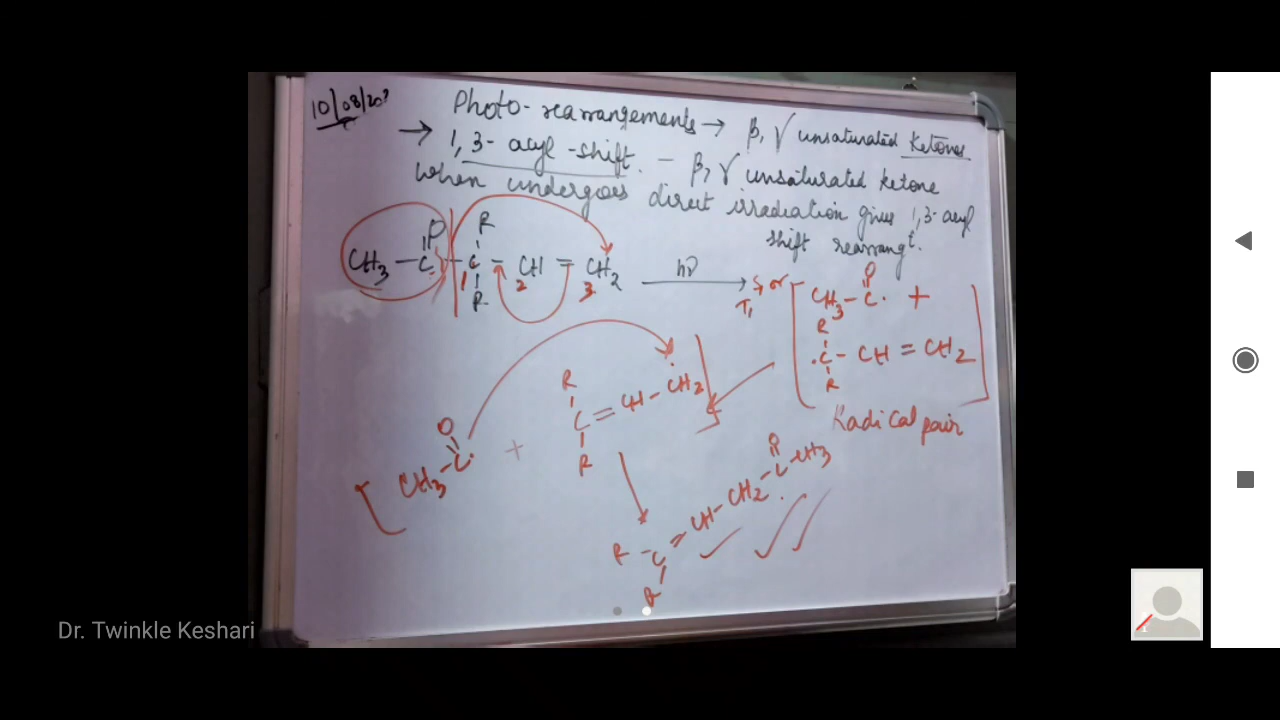 10/08/20
Photo-rearrangements → β, γ unsaturated ketones
→ 1,3-acyl-shift. - β, γ unsaturated ketone
when undergoes direct irradiation gives 1,3-acyl
shift rearrangt.
O R
CH3 - C - C - CH = CH2
1 2 3
R
hν
S1 or T1
O
CH3 - C· +
R
·C - CH = CH2
R
Radical pair
O
CH3 - C·
+
R
C = CH - CH2
R
O
R - C = CH - CH2 - C - CH3
R
Dr. Twinkle Keshari